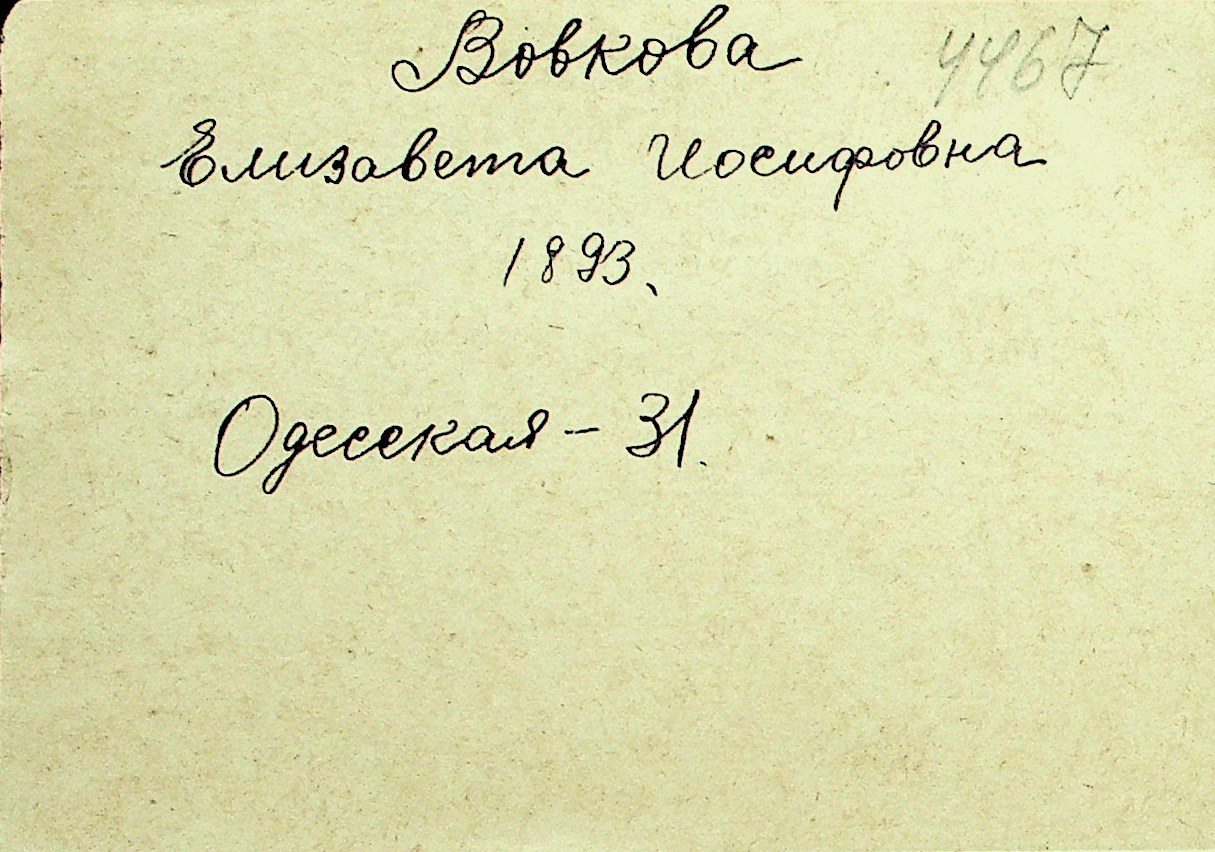 Вовкова 4467
Елизавета Иосифовна
1893.
Одесская – 31.